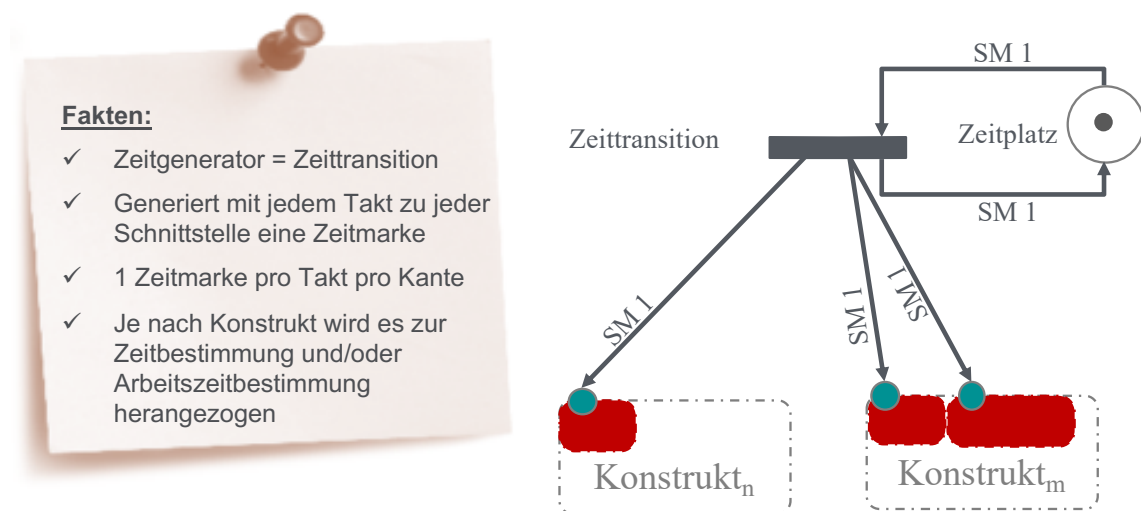 Fakten:
✓ Zeitgenerator = Zeittransition
✓ Generiert mit jedem Takt zu jeder
Schnittstelle eine Zeitmarke
✓ 1 Zeitmarke pro Takt pro Kante
✓ Je nach Konstrukt wird es zur
Zeitbestimmung und/oder
Arbeitszeitbestimmung
herangezogen
SM 1
Zeittransition
Zeitplatz
SM 1
SM 1
SM 1
SM 1
Konstruktₙ
Konstruktₘ